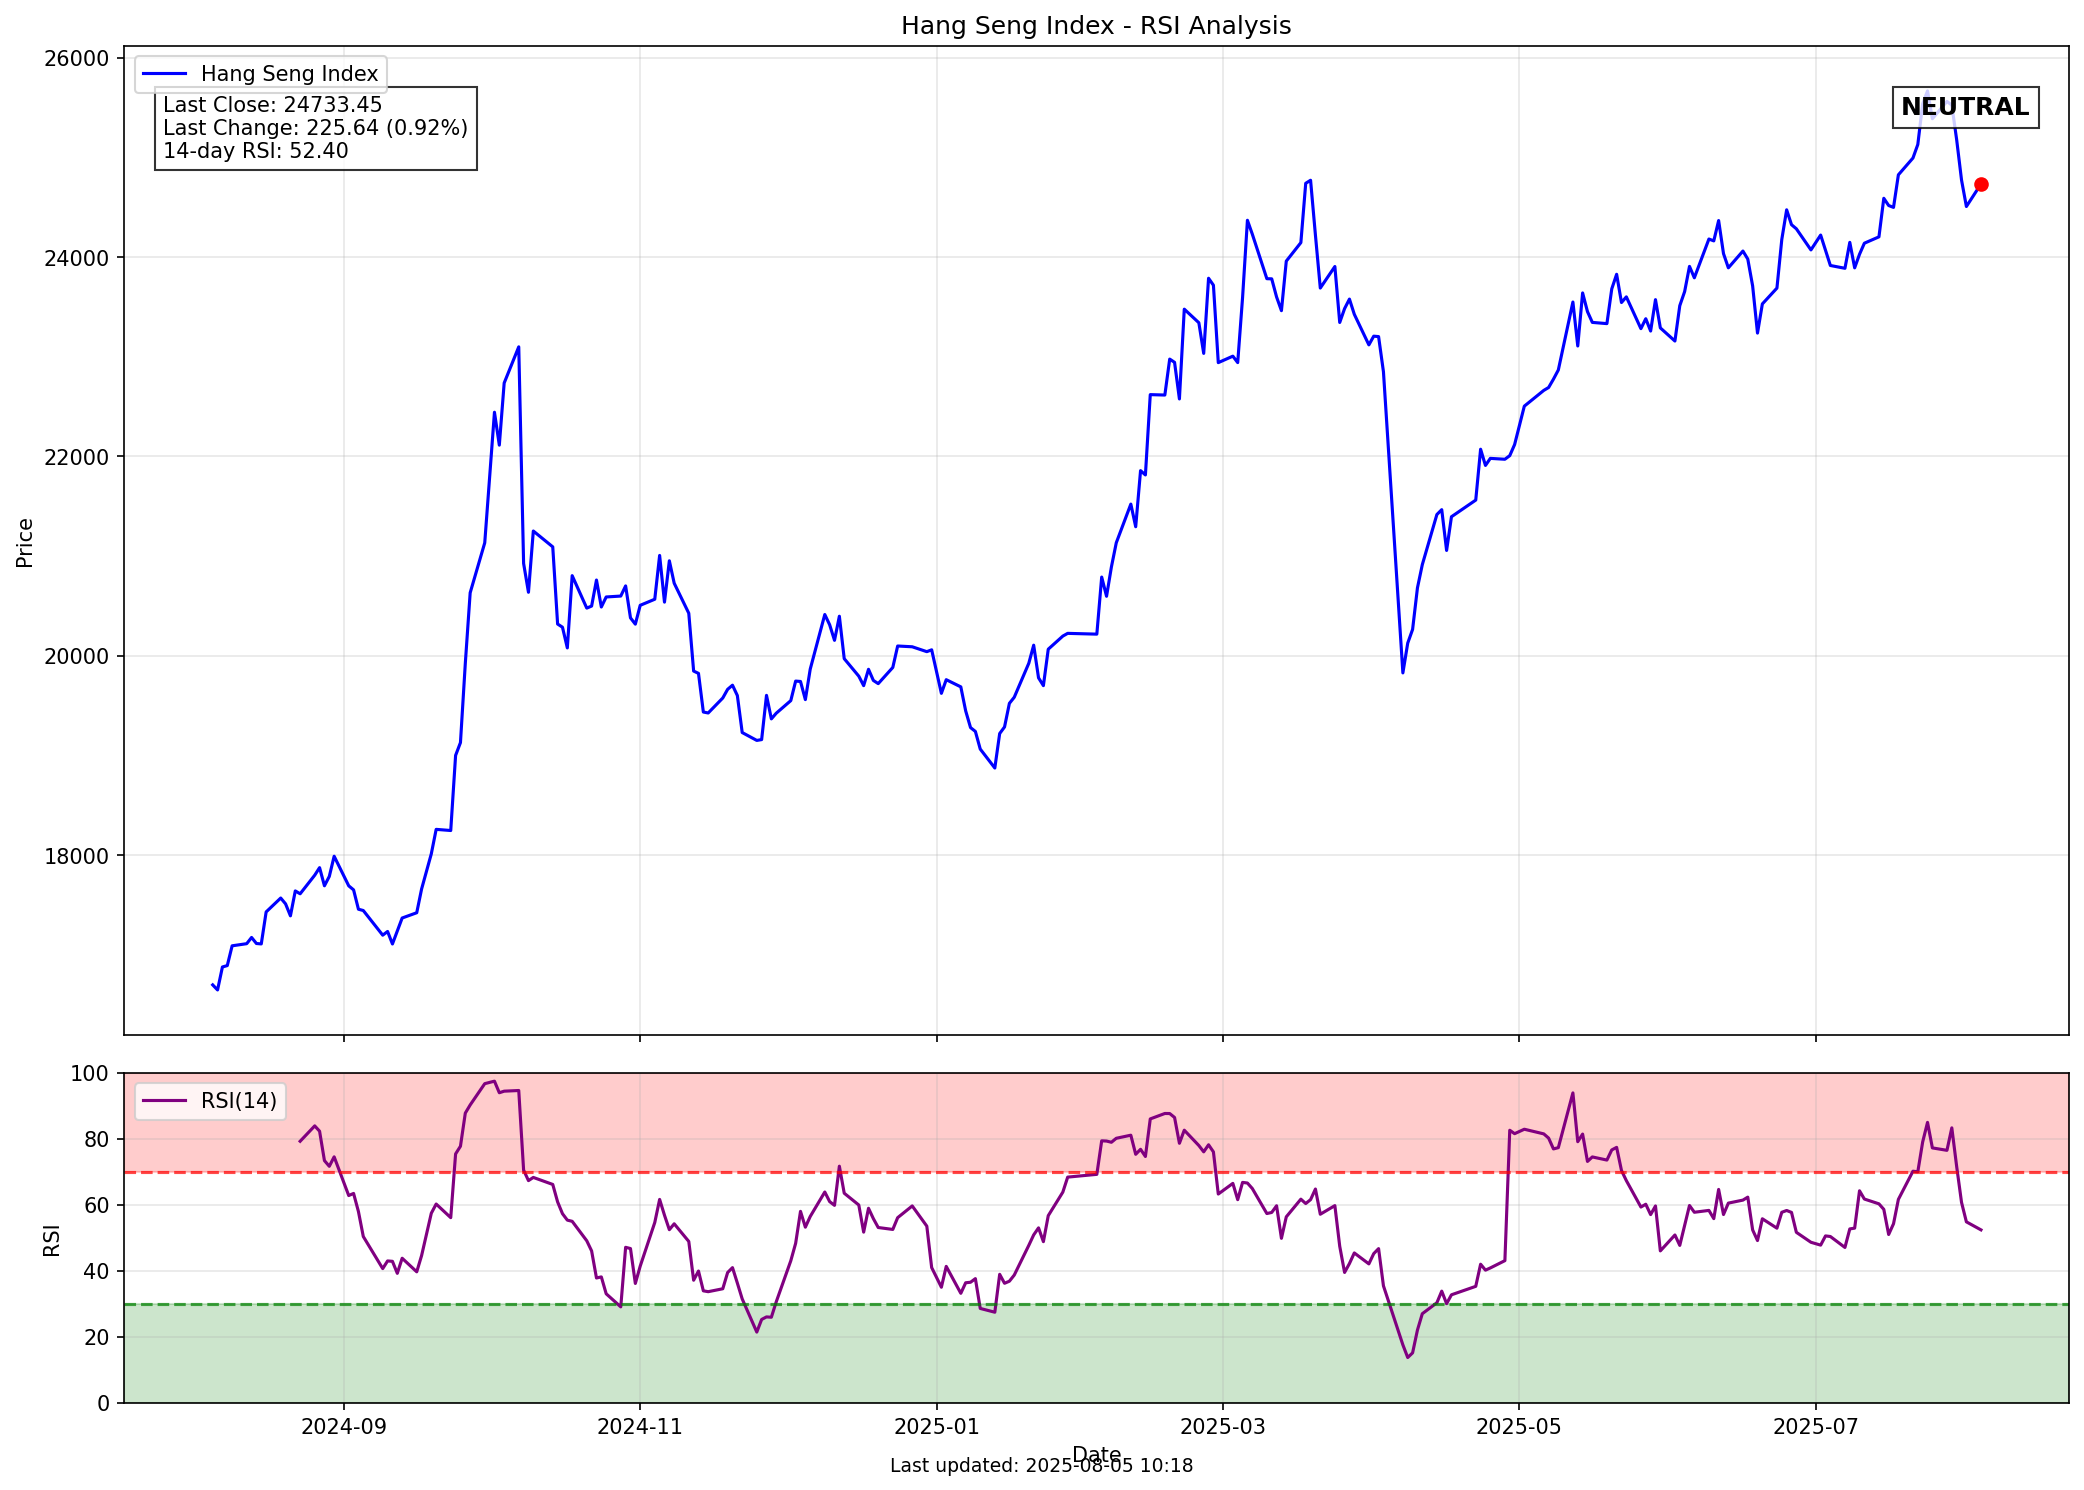 Hang Seng Index - RSI Analysis
26000
24000
22000
20000
18000
Price
Hang Seng Index
Last Close: 24733.45
Last Change: 225.64 (0.92%)
14-day RSI: 52.40
NEUTRAL
100
80
60
40
20
0
RSI
RSI(14)
2024-09
2024-11
2025-01
2025-03
2025-05
2025-07
Date
Last updated: 2025-08-05 10:18